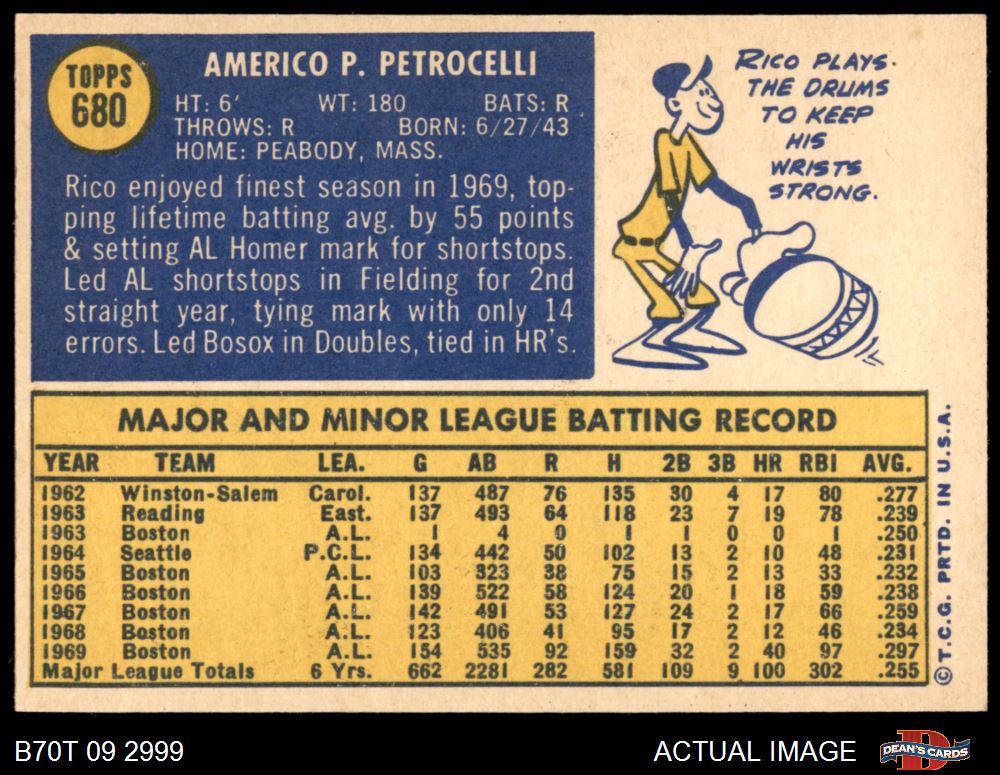 TOPPS
680
AMERICO P. PETROCELLI
HT: 6' WT: 180 BATS: R
THROWS: R BORN: 6/27/43
HOME: PEABODY, MASS.
Rico enjoyed finest season in 1969, top-
ping lifetime batting avg. by 55 points
& setting AL Homer mark for shortstops.
Led AL shortstops in Fielding for 2nd
straight year, tying mark with only 14
errors. Led Bosox in Doubles, tied in HR's.
RICO PLAYS
THE DRUMS
TO KEEP
HIS
WRISTS
STRONG.
MAJOR AND MINOR LEAGUE BATTING RECORD
YEAR TEAM LEA. G AB R H 2B 3B HR RBI AVG.
1962 Winston-Salem Carol. 137 487 76 135 30 4 17 80 .277
1963 Reading East. 137 493 64 118 23 7 19 78 .239
1963 Boston A.L. 1 4 0 1 1 0 0 1 .250
1964 Seattle P.C.L. 134 442 50 102 13 2 10 48 .231
1965 Boston A.L. 103 323 38 75 15 2 13 33 .232
1966 Boston A.L. 139 522 58 124 20 1 18 59 .238
1967 Boston A.L. 142 491 53 127 24 2 17 66 .259
1968 Boston A.L. 123 406 41 95 17 2 12 46 .234
1969 Boston A.L. 154 535 92 159 32 2 40 97 .297
Major League Totals 6 Yrs. 662 2281 282 581 109 9 100 302 .255
© T.C.G. PRTD. IN U.S.A.
B70T 09 2999
ACTUAL IMAGE
DEAN'S CARDS